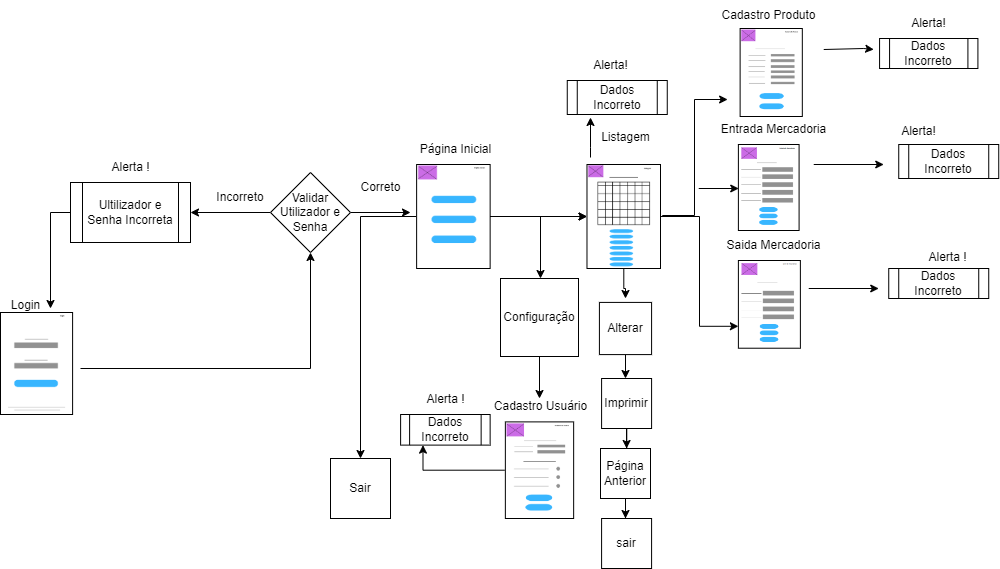 Cadastro Produto
Alerta!
Dados
Incorreto
Alerta!
Dados
Incorreto
Listagem
Entrada Mercadoria
Alerta!
Dados
Incorreto
Página Inicial
Alerta !
Ultilizador e
Senha Incorreta
Incorreto
Validar
Utilizador e
Senha
Correto
Saida Mercadoria
Alerta !
Dados
Incorreto
Login
Configuração
Alterar
Imprimir
Cadastro Usuário
Alerta !
Dados
Incorreto
Página
Anterior
Sair
sair